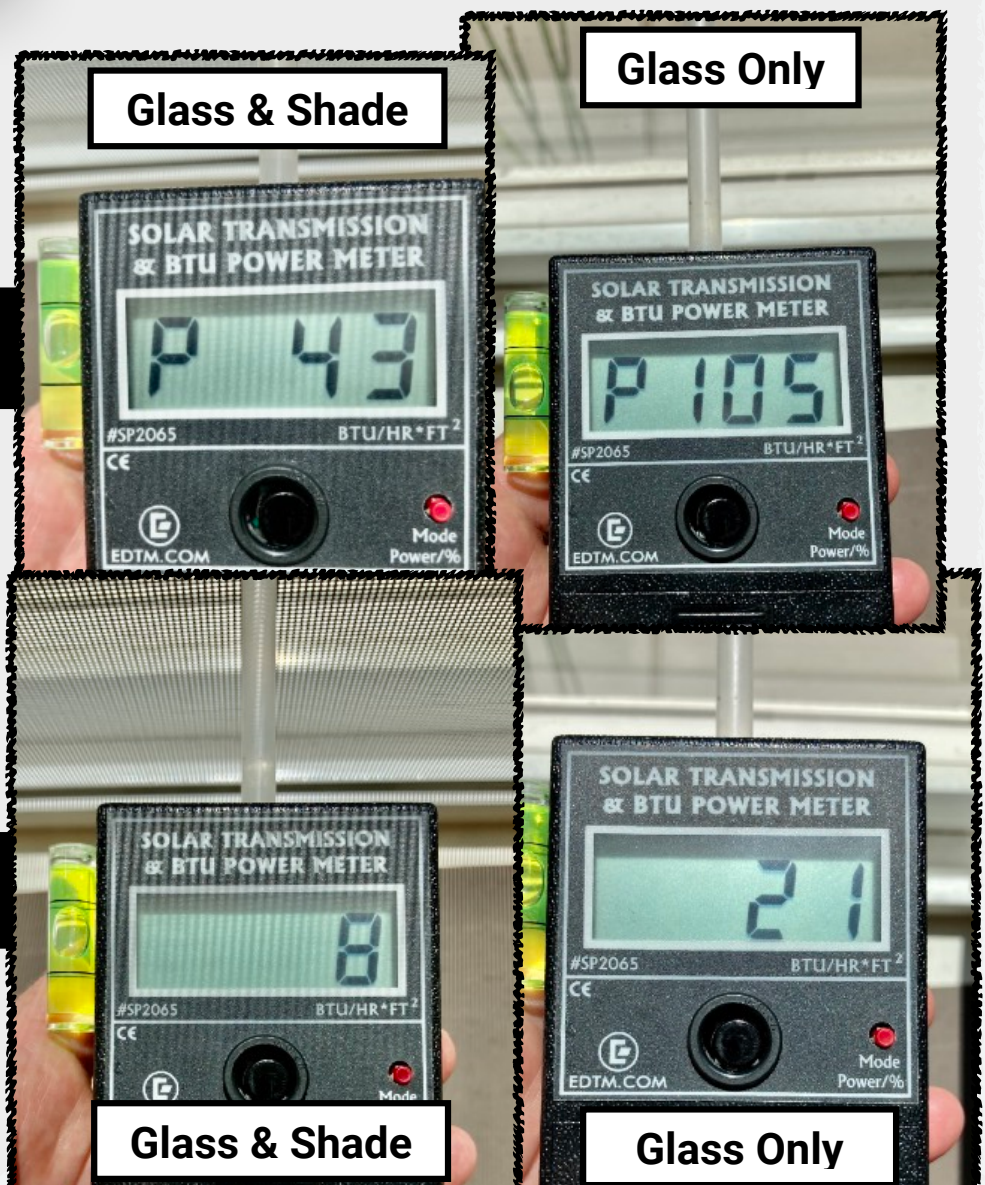 Glass & Shade
Glass Only
SOLAR TRANSMISSION
& BTU POWER METER
P 43
#SP2065 BTU/HR*FT²
CE
Mode
Power/%
EDTM.COM
SOLAR TRANSMISSION
& BTU POWER METER
P 105
#SP2065 BTU/HR*FT²
CE
Mode
Power/%
EDTM.COM
SOLAR TRANSMISSION
& BTU POWER METER
8
#SP2065 BTU/HR*FT²
CE
Mode
Glass & Shade
SOLAR TRANSMISSION
& BTU POWER METER
21
#SP2065 BTU/HR*FT²
CE
Mode
Power/%
EDTM.COM
Glass Only